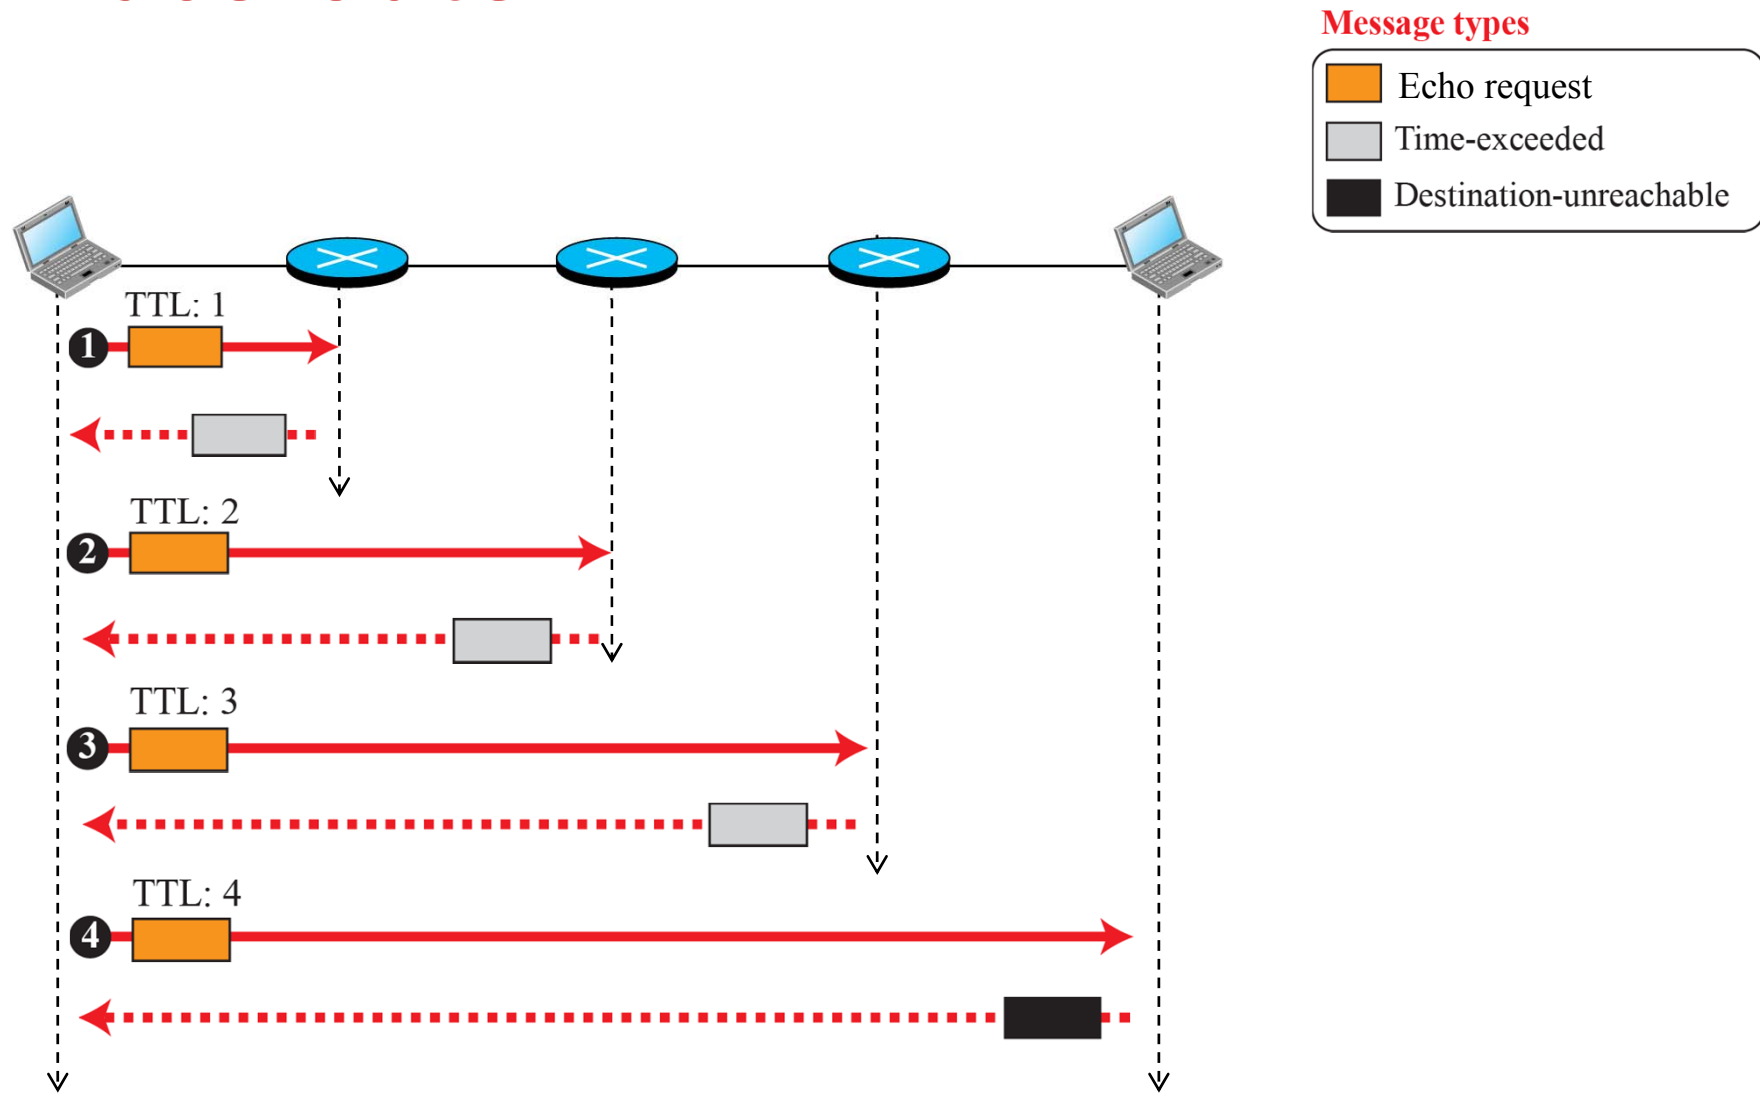 Message types
Echo request
Time-exceeded
Destination-unreachable
TTL: 1
1
TTL: 2
2
TTL: 3
3
TTL: 4
4